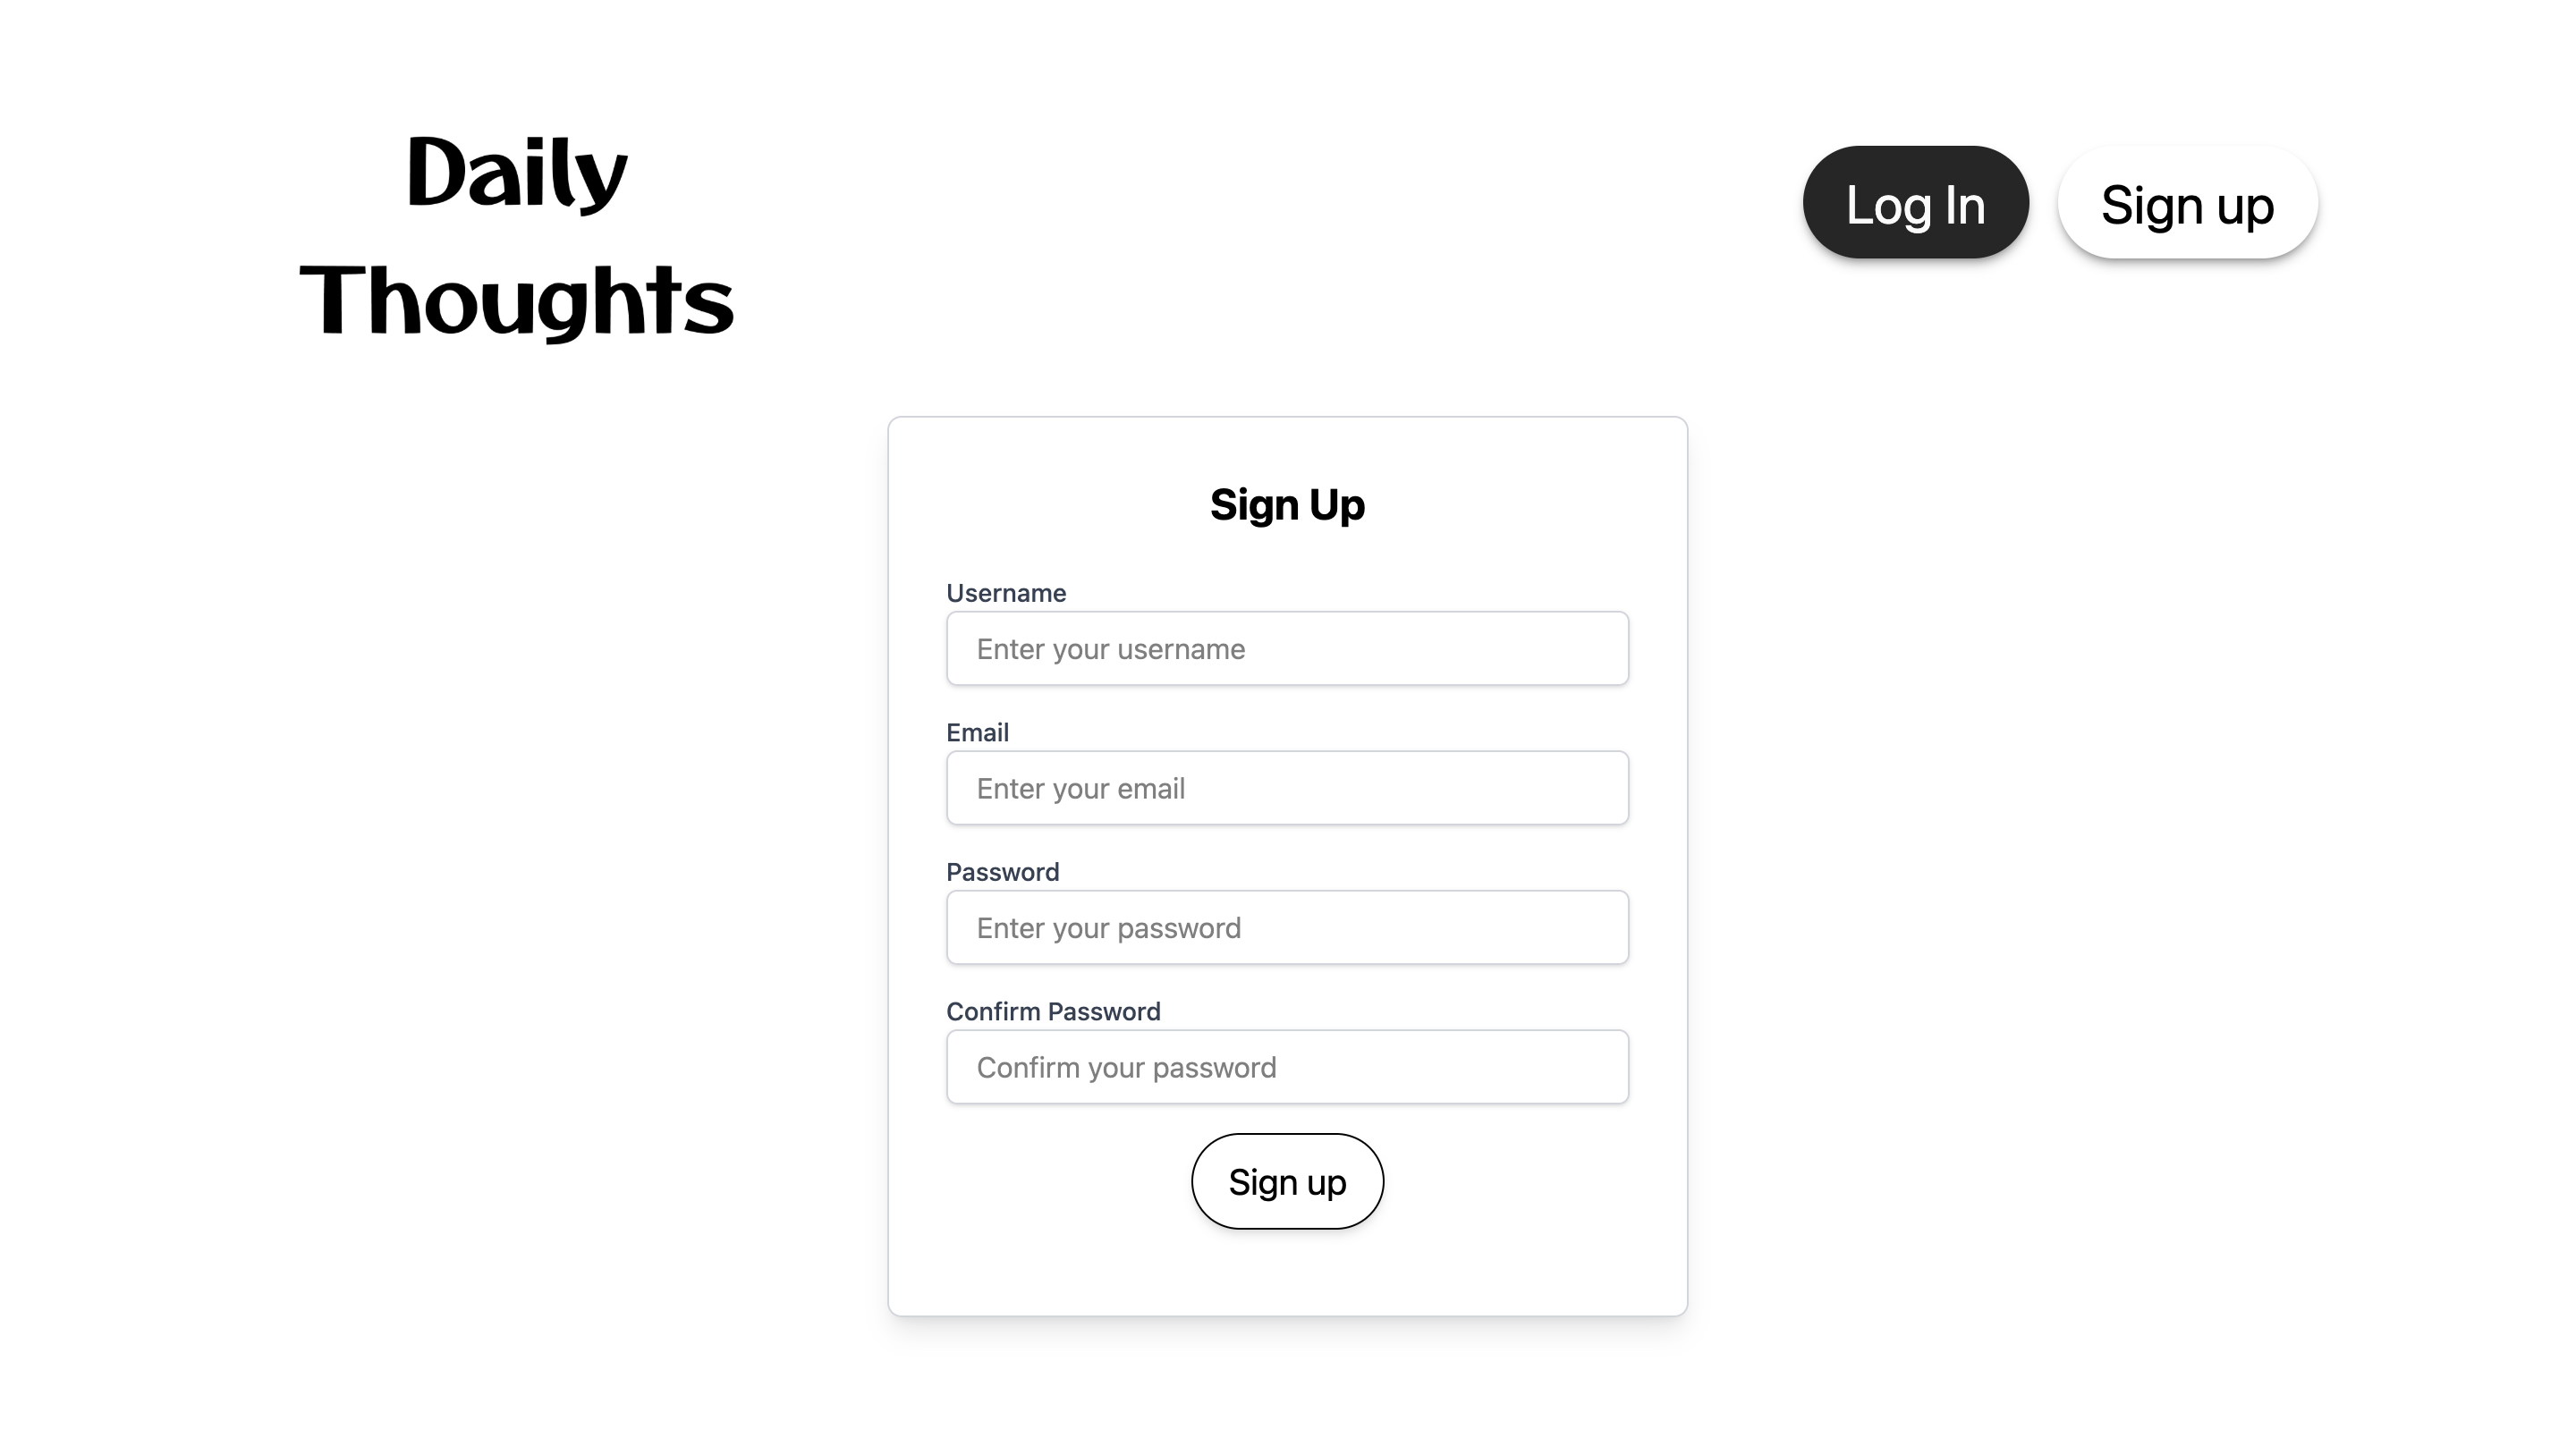 Daily
Thoughts
Log In
Sign up
Sign Up
Username
Enter your username
Email
Enter your email
Password
Enter your password
Confirm Password
Confirm your password
Sign up